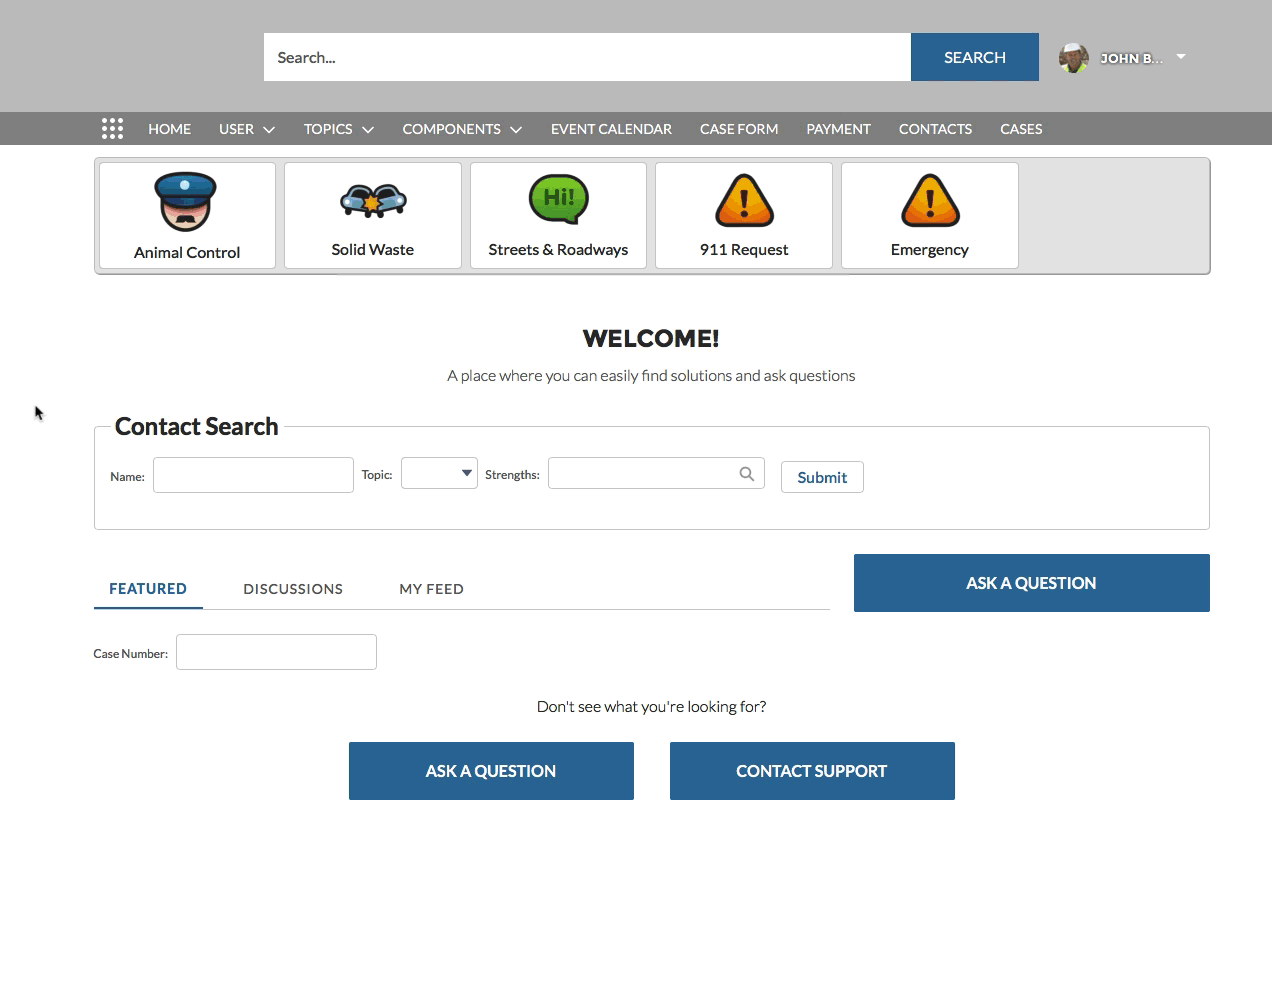 Search...
SEARCH
JOHN B...
HOME USER TOPICS COMPONENTS EVENT CALENDAR CASE FORM PAYMENT CONTACTS CASES
Hi!
Animal Control
Solid Waste
Streets & Roadways
911 Request
Emergency
WELCOME!
A place where you can easily find solutions and ask questions
Contact Search
Name:
Topic:
Strengths:
Submit
FEATURED DISCUSSIONS MY FEED
ASK A QUESTION
Case Number:
Don't see what you're looking for?
ASK A QUESTION
CONTACT SUPPORT